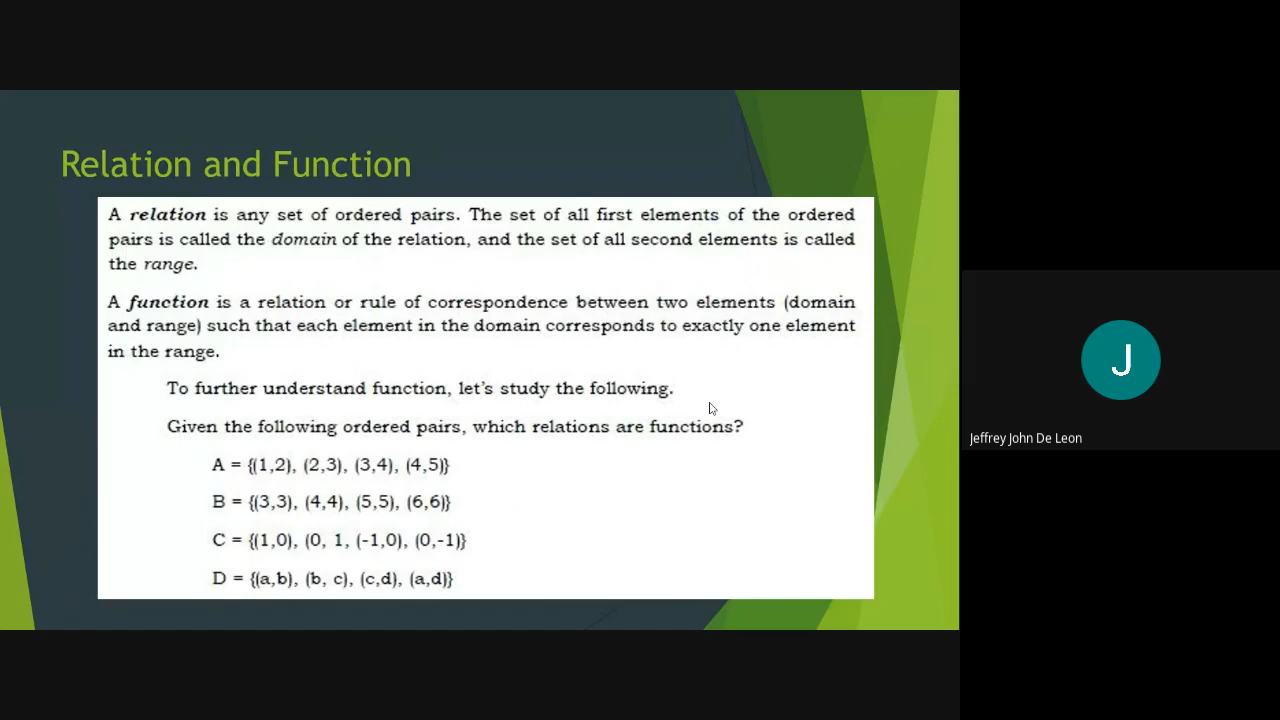 Relation and Function
A relation is any set of ordered pairs. The set of all first elements of the ordered
pairs is called the domain of the relation, and the set of all second elements is called
the range.
A function is a relation or rule of correspondence between two elements (domain
and range) such that each element in the domain corresponds to exactly one element
in the range.
To further understand function, let's study the following.
Given the following ordered pairs, which relations are functions?
A = {(1,2), (2,3), (3,4), (4,5)}
B = {(3,3), (4,4), (5,5), (6,6)}
C = {(1,0), (0, 1, (-1,0), (0,-1)}
D = {(a,b), (b, c), (c,d), (a,d)}
J
Jeffrey John De Leon